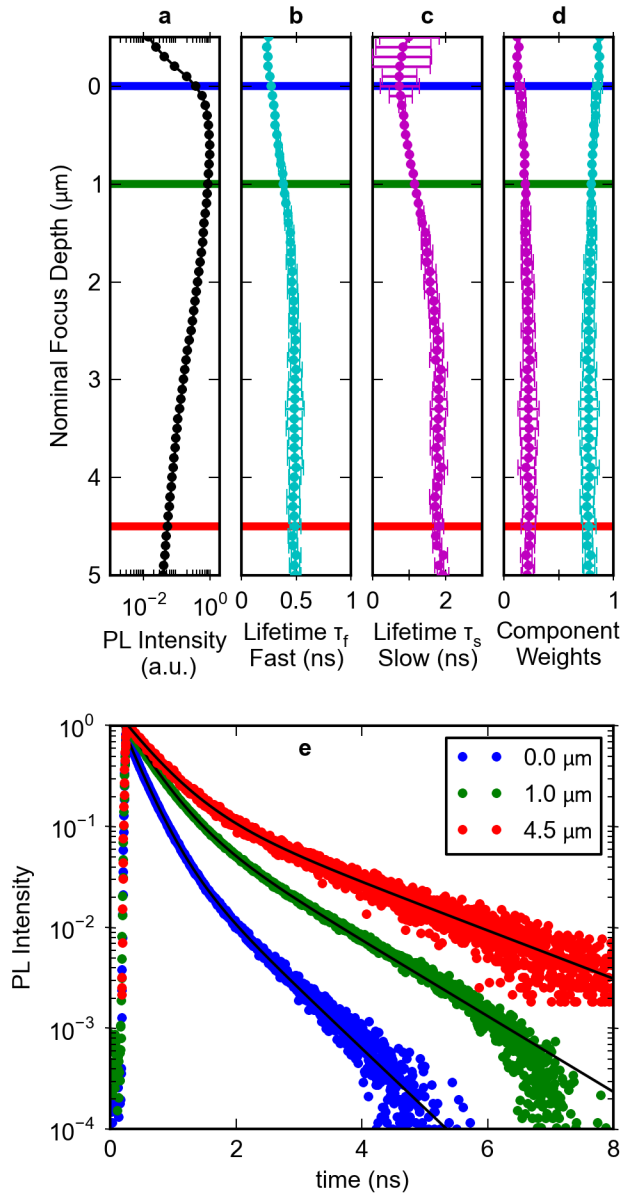 a b c d
0
1
2
3
4
5
Nominal Focus Depth (μm)
10⁻² 10⁰ 0 0.5 1 0 2 0 1
PL Intensity
(a.u.)
Lifetime τf
Fast (ns)
Lifetime τs
Slow (ns)
Component
Weights
e
10⁰
10⁻¹
10⁻²
10⁻³
10⁻⁴
PL Intensity
0.0 μm
1.0 μm
4.5 μm
0 2 4 6 8
time (ns)